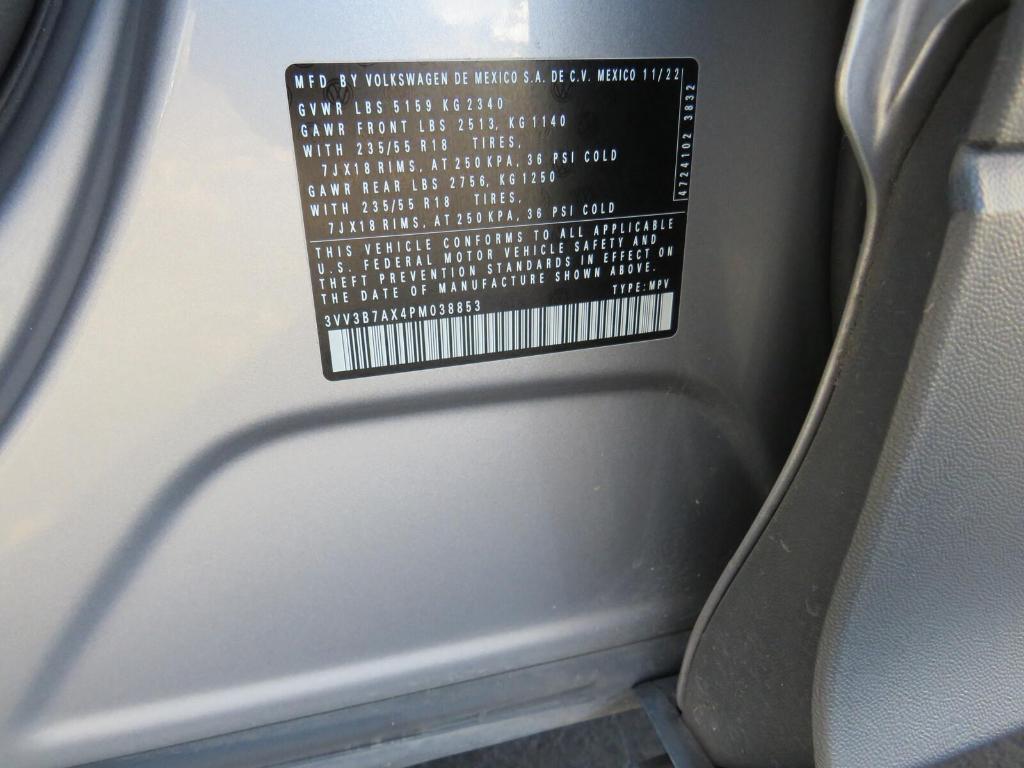 MFD. BY VOLKSWAGEN DE MEXICO S.A. DE C.V. MEXICO 11/22
GVWR LBS 5159 KG 2340
GAWR FRONT LBS 2513, KG 1140
WITH 235/55 R18 TIRES,
7JX18 RIMS, AT 250 KPA, 36 PSI COLD
GAWR REAR LBS 2756, KG 1250
WITH 235/55 R18 TIRES,
7JX18 RIMS, AT 250 KPA, 36 PSI COLD
4724102 3832
THIS VEHICLE CONFORMS TO ALL APPLICABLE
U.S. FEDERAL MOTOR VEHICLE SAFETY AND
THEFT PREVENTION STANDARDS IN EFFECT ON
THE DATE OF MANUFACTURE SHOWN ABOVE.
3VV3B7AX4PM038853 TYPE: MPV